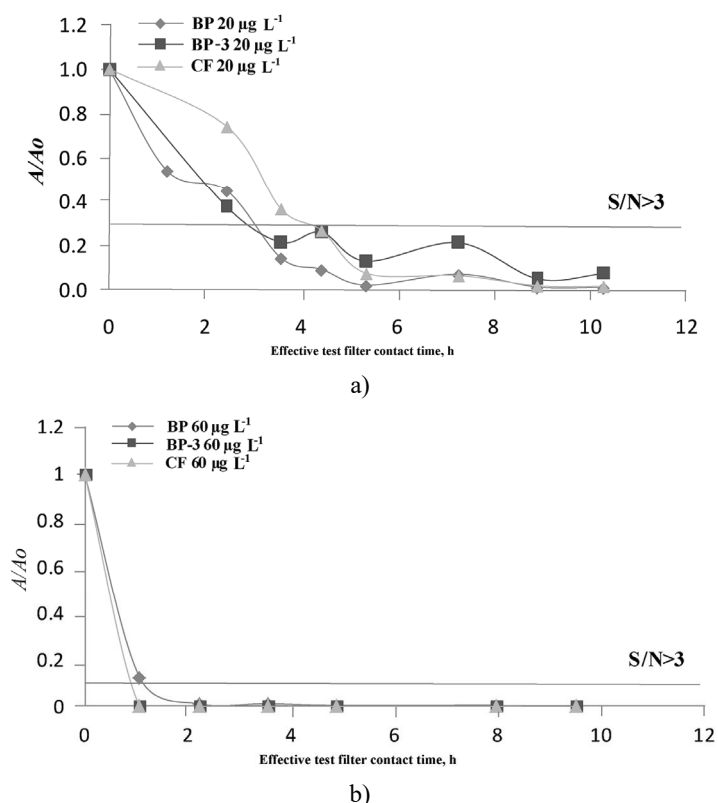 1.2
BP 20 µg L-1
BP-3 20 µg L-1
CF 20 µg L-1
1.0
0.8
0.6
0.4
0.2
0.0
A/Ao
S/N>3
0 2 4 6 8 10 12
Effective test filter contact time, h
a)
1.2
BP 60 µg L-1
BP-3 60 µg L-1
CF 60 µg L-1
1
0.8
0.6
0.4
0.2
0
A/Ao
S/N>3
0 2 4 6 8 10 12
Effective test filter contact time, h
b)